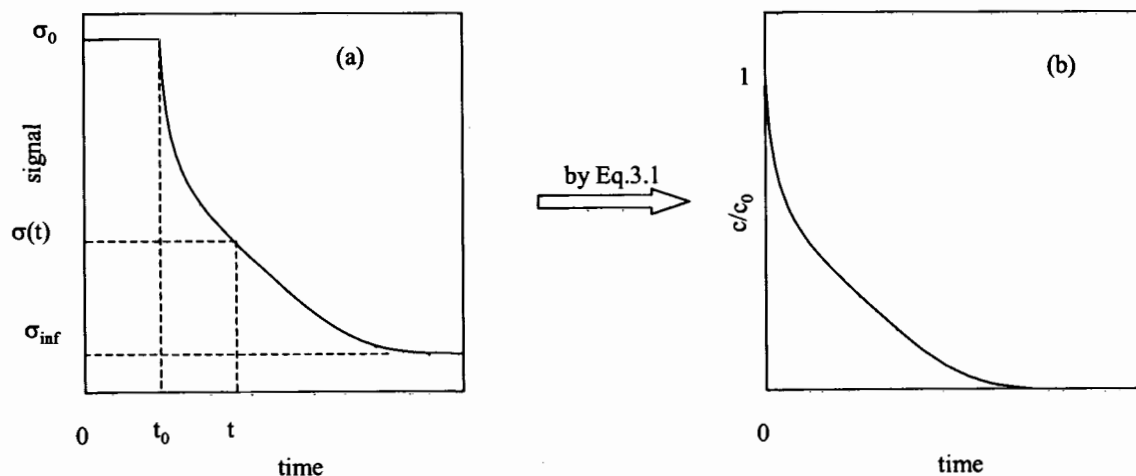 σ₀
(a)
signal
σ(t)
σinf
0
t₀
t
time
by Eq.3.1
(b)
1
c/c₀
0
time